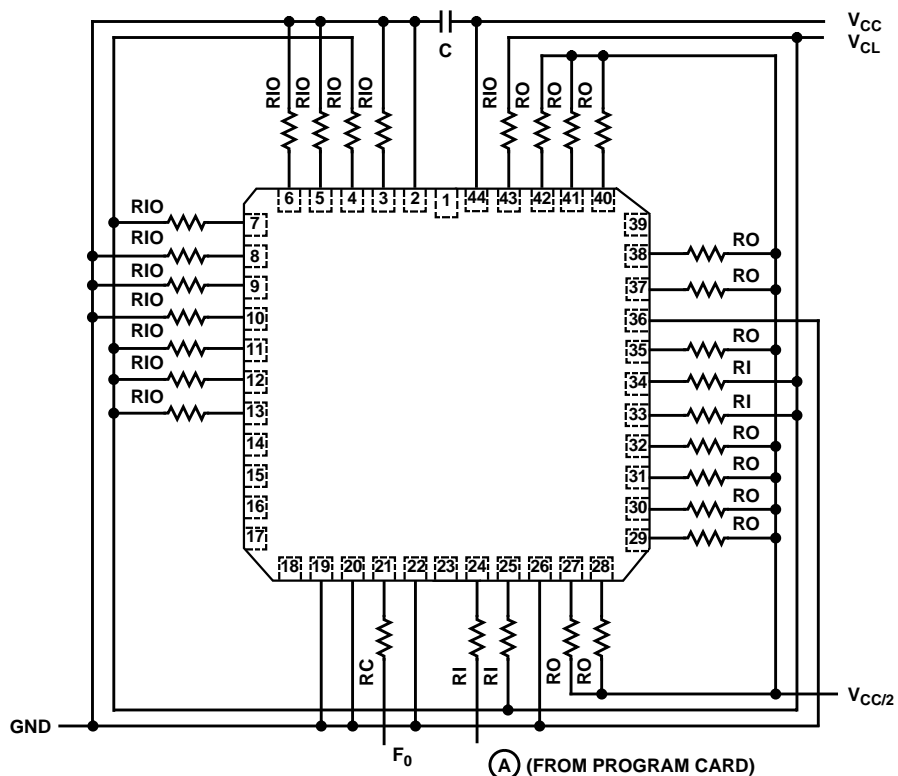 V_CC
V_CL
C
RIO RIO RIO RIO RIO RO RO RO
6 5 4 3 2 1 44 43 42 41 40
RIO 7 39
RIO 8 38 RO
RIO 9 37 RO
RIO 10 36
RIO 11 35 RO
RIO 12 34 RI
RIO 13 33 RI
14 32 RO
15 31 RO
16 30 RO
17 29 RO
18 19 20 21 22 23 24 25 26 27 28
RC RI RI RO RO
V_CC/2
GND
F_0
A (FROM PROGRAM CARD)